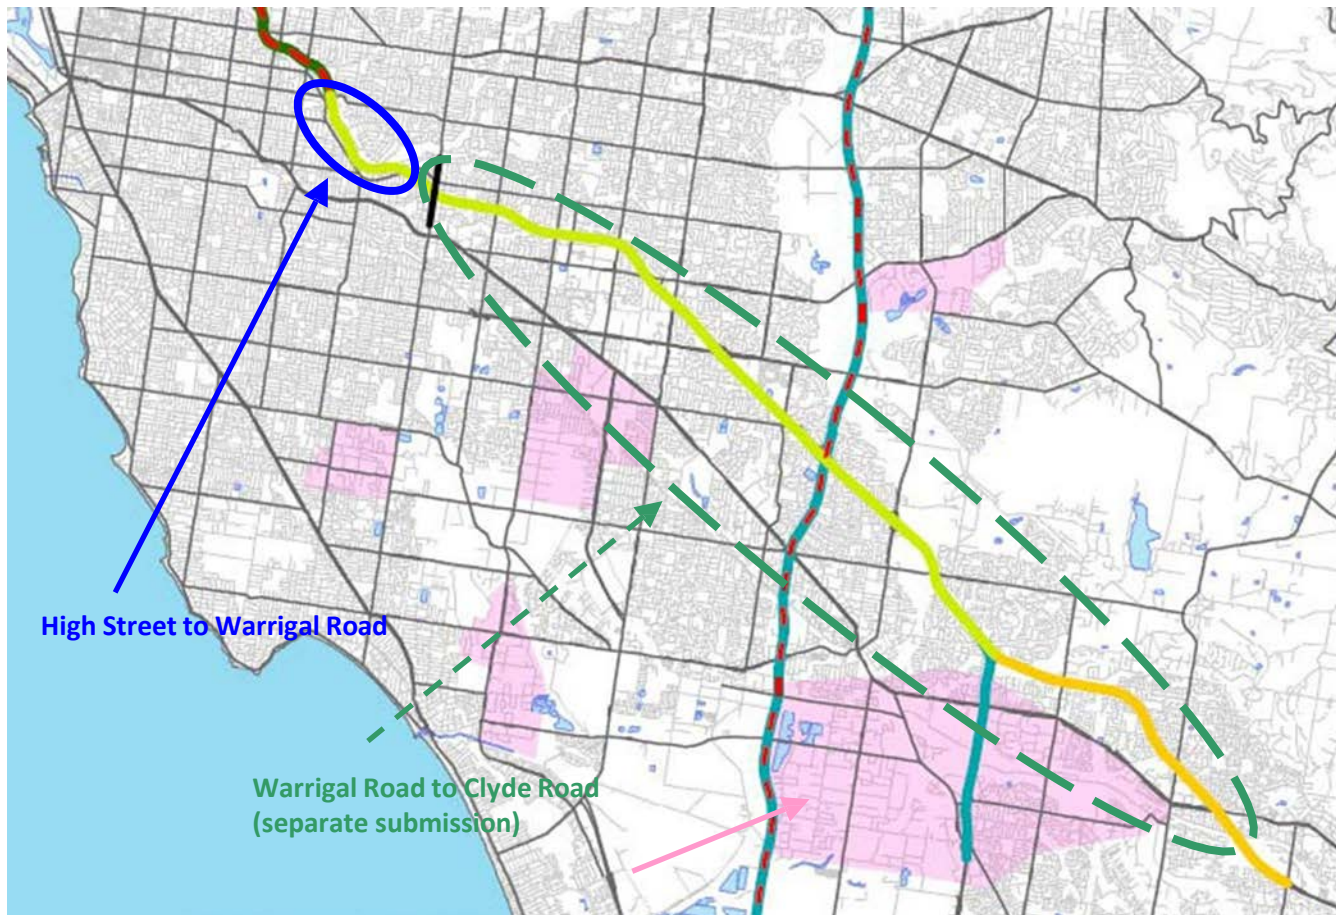 High Street to Warrigal Road
Warrigal Road to Clyde Road
(separate submission)